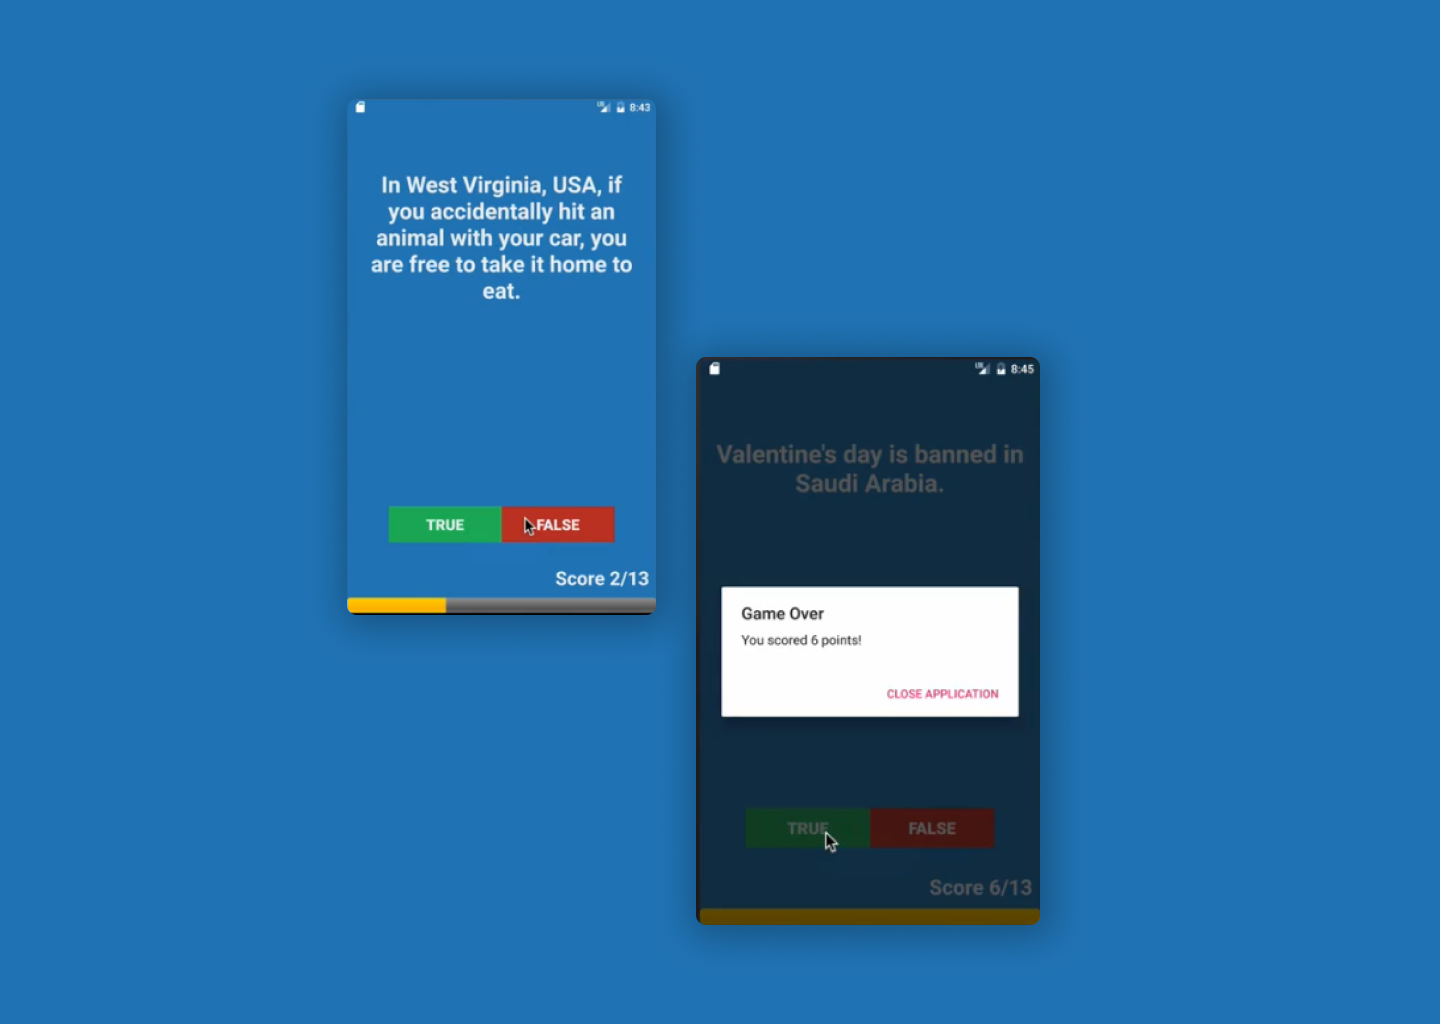 8:43
In West Virginia, USA, if
you accidentally hit an
animal with your car, you
are free to take it home to
eat.
TRUE FALSE
Score 2/13
8:45
Valentine's day is banned in
Saudi Arabia.
Game Over
You scored 6 points!
CLOSE APPLICATION
TRUE FALSE
Score 6/13